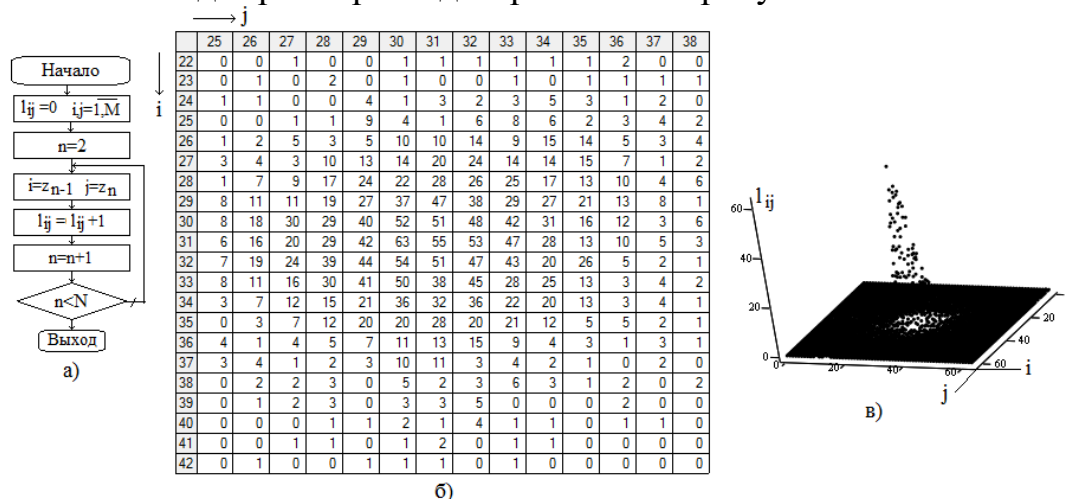 j
Начало
l_ij =0 i,j=1,M
n=2
i=z_n-1 j=z_n
l_ij = l_ij +1
n=n+1
n<N
Выход
а)
i
25 26 27 28 29 30 31 32 33 34 35 36 37 38
22 0 0 1 0 0 1 1 1 1 1 1 2 0 0
23 0 1 0 2 0 1 0 0 1 0 1 1 1 1
24 1 1 0 0 4 1 3 2 3 5 3 1 2 0
25 0 0 1 1 9 4 1 6 8 6 2 3 4 2
26 1 2 5 3 5 10 10 14 9 15 14 5 3 4
27 3 4 3 10 13 14 20 24 14 14 15 7 1 2
28 1 7 9 17 24 22 28 26 25 17 13 10 4 6
29 8 11 11 19 27 37 47 38 29 27 21 13 8 1
30 8 18 30 29 40 52 51 48 42 31 16 12 3 6
31 6 16 20 29 42 63 55 53 47 28 13 10 5 3
32 7 19 24 39 44 54 51 47 43 20 26 5 2 1
33 8 11 16 30 41 50 38 45 28 25 13 3 4 2
34 3 7 12 15 21 36 32 36 22 20 13 3 4 1
35 0 3 7 12 20 20 28 20 21 12 5 5 2 1
36 4 1 4 5 7 11 13 15 9 4 3 1 3 1
37 3 4 1 2 3 10 11 3 4 2 1 0 2 0
38 0 2 2 3 0 5 2 3 6 3 1 2 0 2
39 0 1 2 3 0 3 3 5 0 0 0 2 0 0
40 0 0 0 1 1 2 1 4 1 1 0 1 1 0
41 0 0 1 1 0 1 2 0 1 1 0 0 0 0
42 0 1 0 0 1 1 1 0 1 0 0 0 0 0
б)
l_ij
60
40
20
0
0 20 40 60
20
40
60
i
j
в)